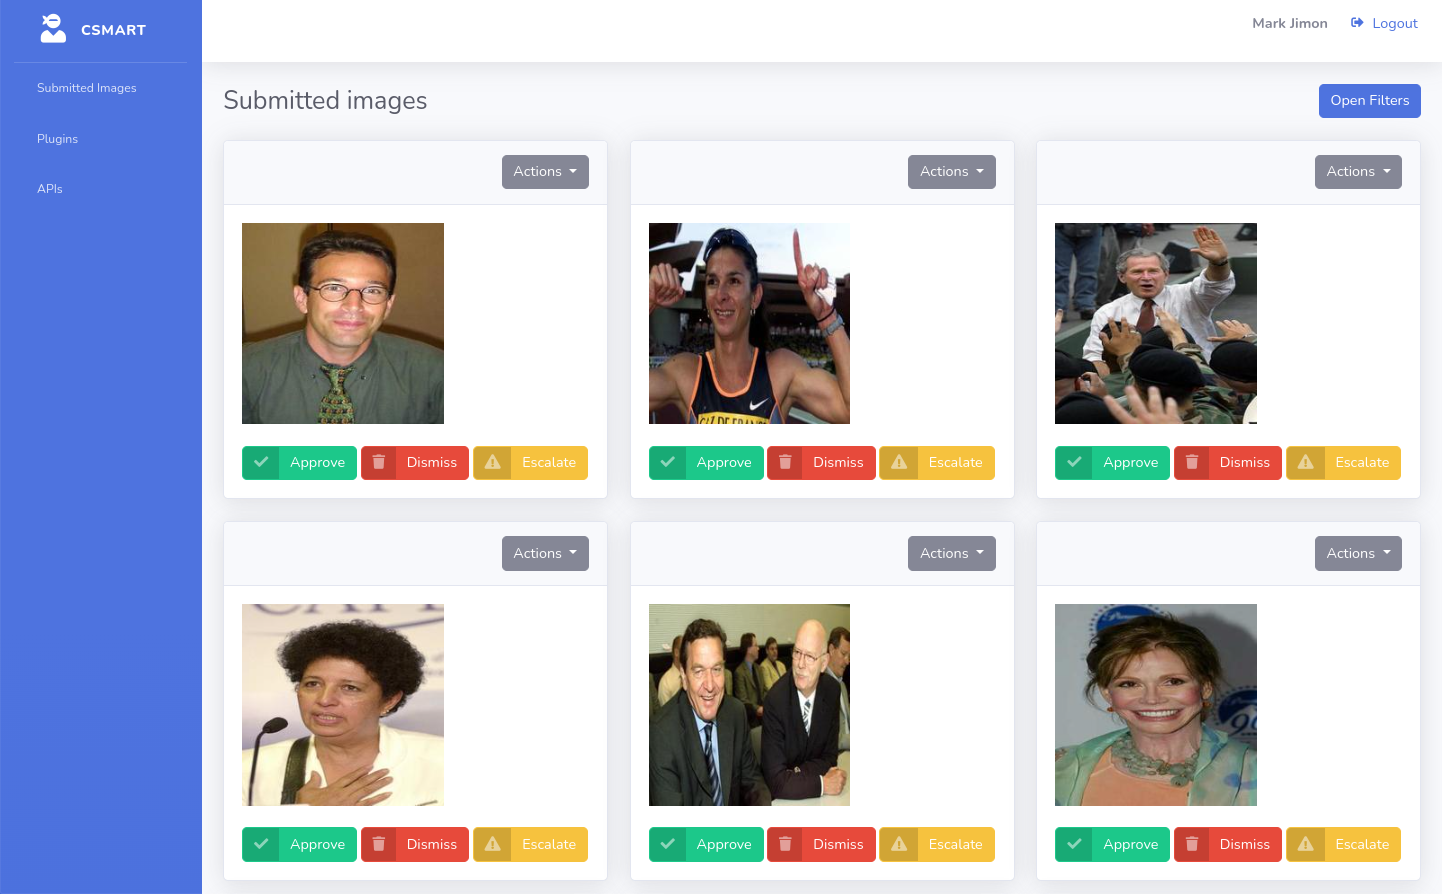 CSMART
Mark Jimon Logout
Submitted Images
Plugins
APIs
Submitted images
Open Filters
Actions
Actions
Actions
Approve Dismiss Escalate
Approve Dismiss Escalate
Approve Dismiss Escalate
Actions
Actions
Actions
Approve Dismiss Escalate
Approve Dismiss Escalate
Approve Dismiss Escalate